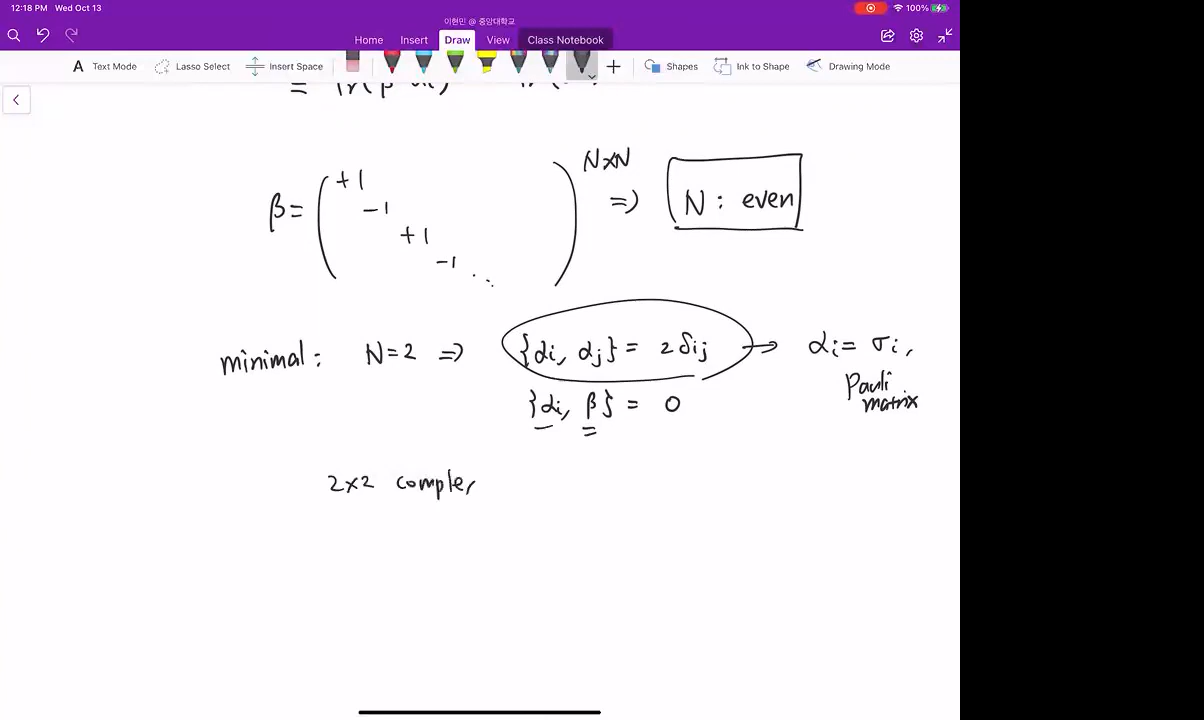 12:18 PM Wed Oct 13
100%
이현민 @ 중앙대학교
Home Insert Draw View Class Notebook
Text Mode Lasso Select Insert Space Shapes Ink to Shape Drawing Mode
N×N
β = ( +1 -1 +1 -1 ⋱ ) ⇒ N : even
minimal : N=2 ⇒ {αi, αj} = 2δij → αi = σi,
Pauli
matrix
{αi, β} = 0
2×2 comple